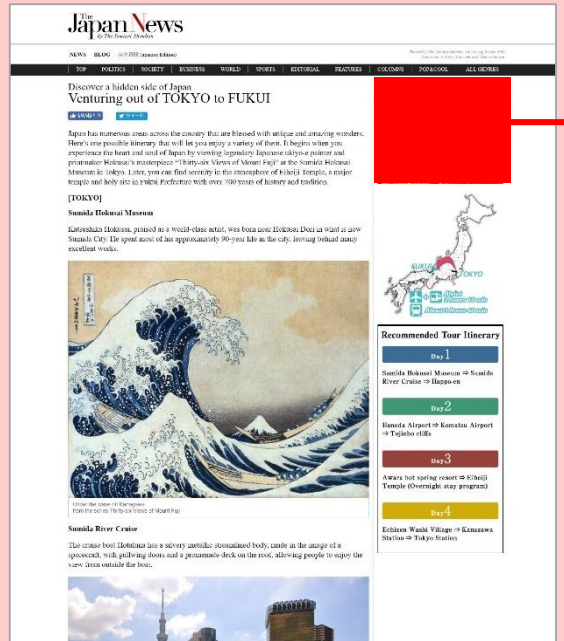 The
Japan News
by The Yomiuri Shimbun
NEWS BLOG (Japanese Edition)
TOP POLITICS SOCIETY BUSINESS WORLD SPORTS EDITORIAL FEATURES COLUMNS POP&COOL ALL GENRES
Discover a hidden side of Japan
Venturing out of TOKYO to FUKUI
ツイート
Japan has numerous areas across the country that are blessed with unique and amazing wonders.
Here's one possible itinerary that will let you enjoy a variety of them. It begins when you
experience the heart and soul of Japan by viewing legendary Japanese ukiyo-e painter and
printmaker Hokusai's masterpiece "Thirty-six Views of Mount Fuji" at the Sumida Hokusai
Museum in Tokyo. Later, you can find serenity in the atmosphere of Eiheiji Temple, a major
temple and holy site in Fukui Prefecture with over 700 years of history and tradition.
[TOKYO]
Sumida Hokusai Museum
Katsushika Hokusai, praised as a world-class artist, was born near Hokusai Dori in what is now
Sumida City. He spent most of his approximately 90-year life in the city, leaving behind many
excellent works.
Under the wave off Kanagawa
from the series Thirty-six Views of Mount Fuji
Sumida River Cruise
The cruise boat Hotaluna has a silvery metallic streamlined body, made in the image of a
spacecraft, with gullwing doors and a promenade deck on the roof, allowing people to enjoy the
view from outside the boat.
FUKUI
TOKYO
Recommended Tour Itinerary
Day 1
Sumida Hokusai Museum ⇒ Sumida
River Cruise ⇒ Happo-en
Day 2
Haneda Airport ⇒ Komatsu Airport
⇒ Tojinbo cliffs
Day 3
Awara hot spring resort ⇒ Eiheiji
Temple (Overnight stay program)
Day 4
Echizen Washi Village ⇒ Kanazawa
Station ⇒ Tokyo Station